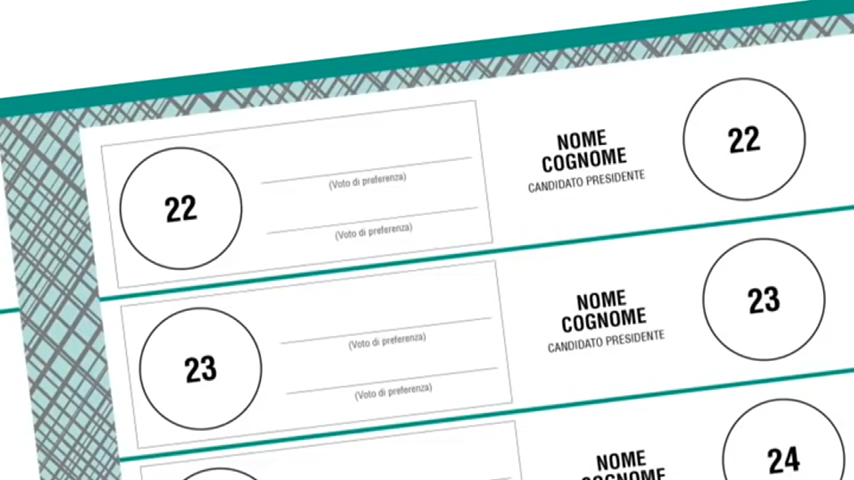 22
(Voto di preferenza)
(Voto di preferenza)
NOME
COGNOME
CANDIDATO PRESIDENTE
22
23
(Voto di preferenza)
(Voto di preferenza)
NOME
COGNOME
CANDIDATO PRESIDENTE
23
NOME
COGNOME
24